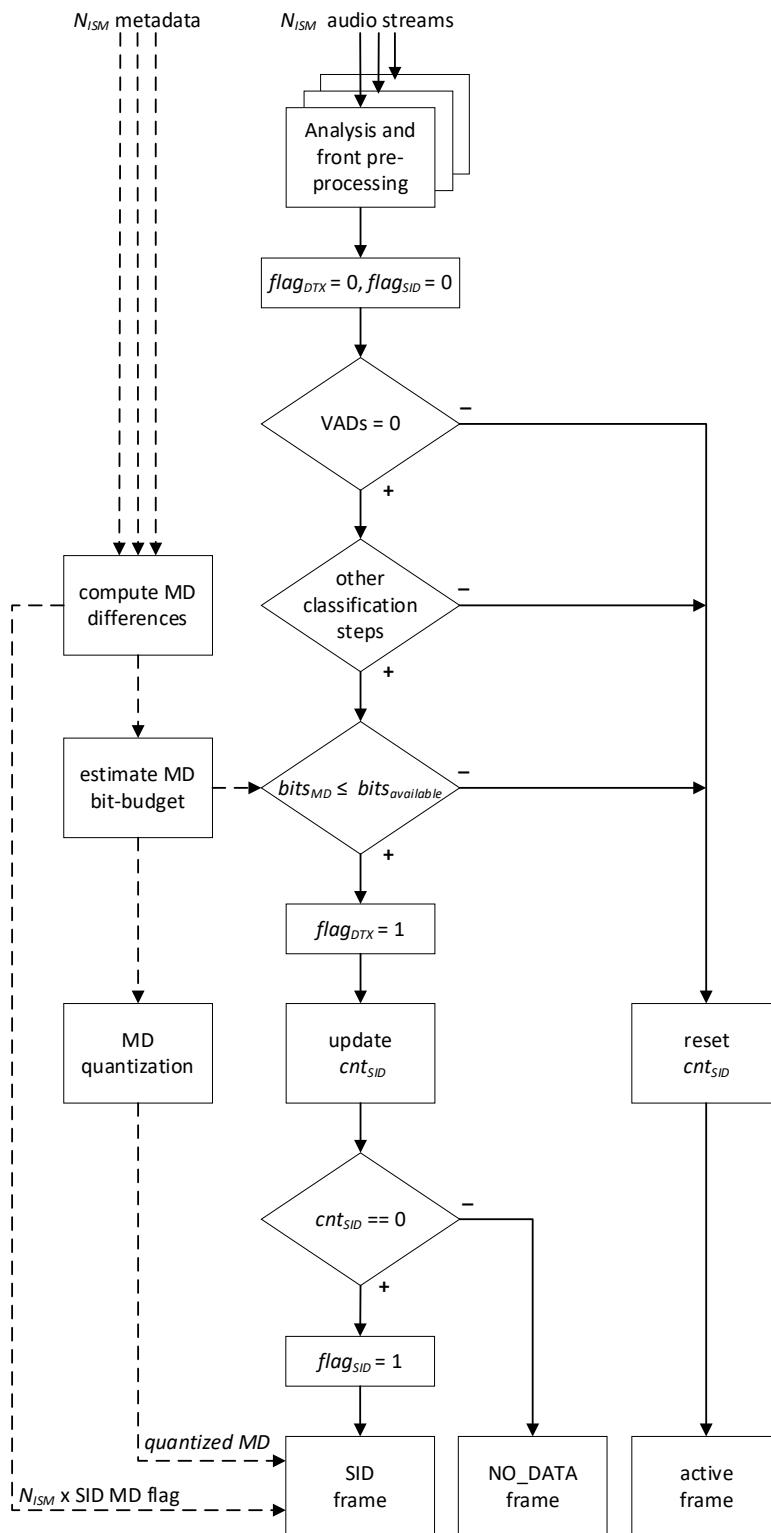 N_ISM metadata
N_ISM audio streams
Analysis and
front pre-
processing
flag_DTX = 0, flag_SID = 0
VADs = 0
–
+
compute MD
differences
other
classification
steps
–
+
estimate MD
bit-budget
bits_MD ≤ bits_available
–
+
flag_DTX = 1
MD
quantization
update
cnt_SID
reset
cnt_SID
cnt_SID == 0
–
+
flag_SID = 1
quantized MD
N_ISM x SID MD flag
SID
frame
NO_DATA
frame
active
frame